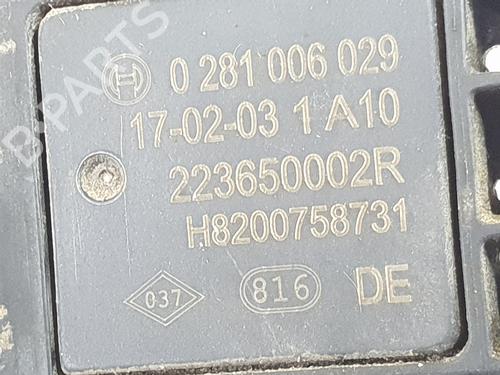 0 281 006 029
17-02-03 1 A10
223650002R
H8200758731
037 816 DE
B-PARTS